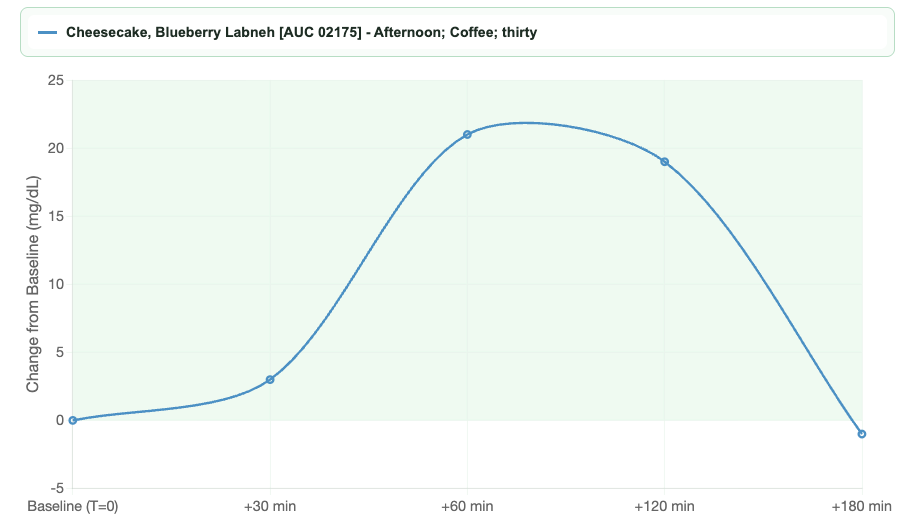 Cheesecake, Blueberry Labneh [AUC 02175] - Afternoon; Coffee; thirty
25
20
15
10
5
0
-5
Change from Baseline (mg/dL)
Baseline (T=0) +30 min +60 min +120 min +180 min